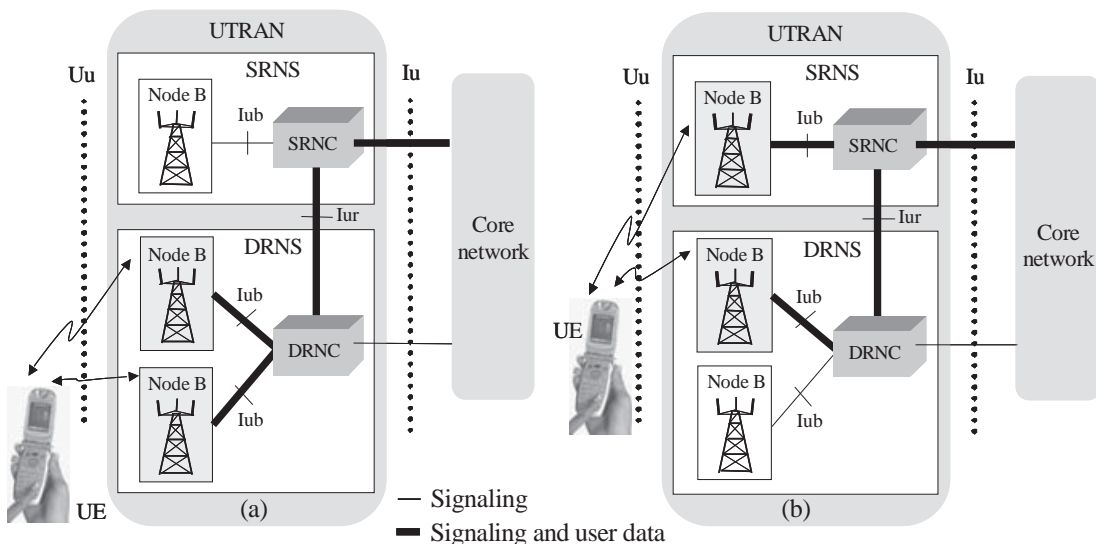 UTRAN
SRNS
Uu
Iu
Node B
Iub
SRNC
Iur
DRNS
Node B
Iub
DRNC
Node B
Iub
Core
network
UE
(a)
UTRAN
SRNS
Uu
Iu
Node B
Iub
SRNC
Iur
DRNS
Node B
Iub
DRNC
Node B
Iub
Core
network
UE
(b)
Signaling
Signaling and user data